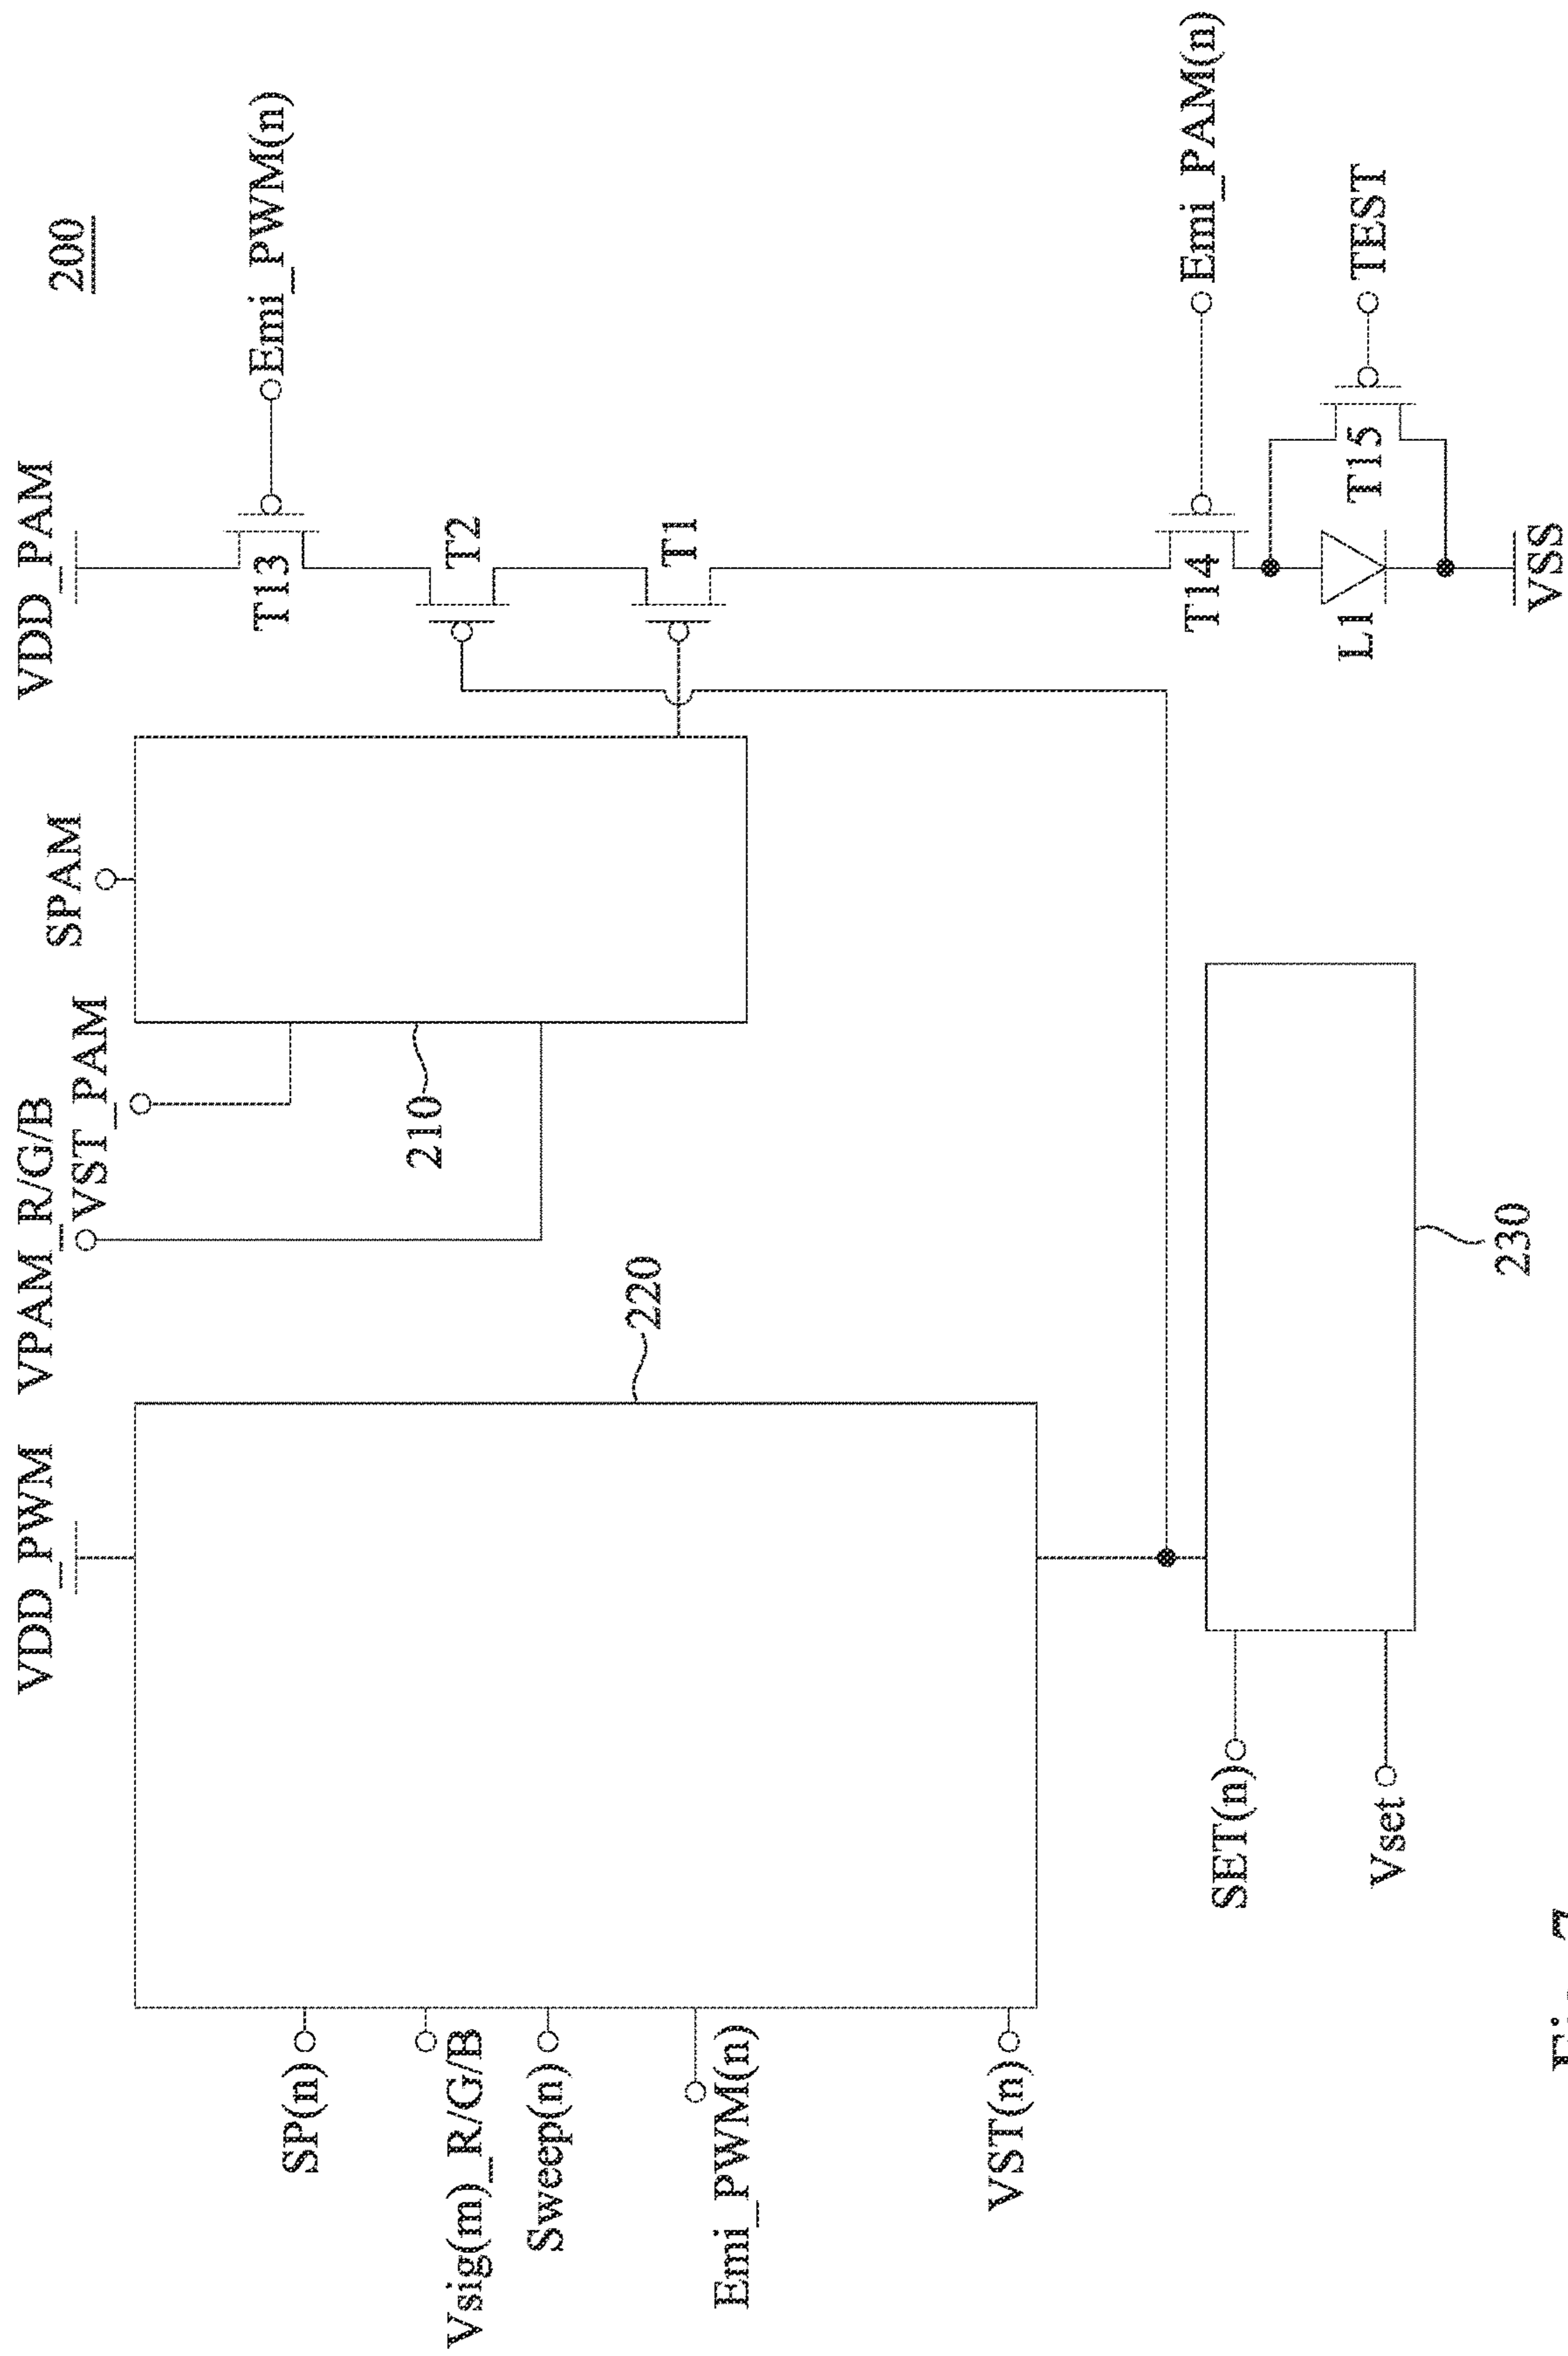 200
VDD_PWM
VPAM_R/G/B
VST_PAM
SPAM
VDD_PAM
SP(n)
Vsig(m)_R/G/B
Sweep(n)
Emi_PWM(n)
VST(n)
220
210
T13
Emi_PWM(n)
T2
T1
SET(n)
Vset
230
T14
Emi_PAM(n)
L1
T15
TEST
VSS